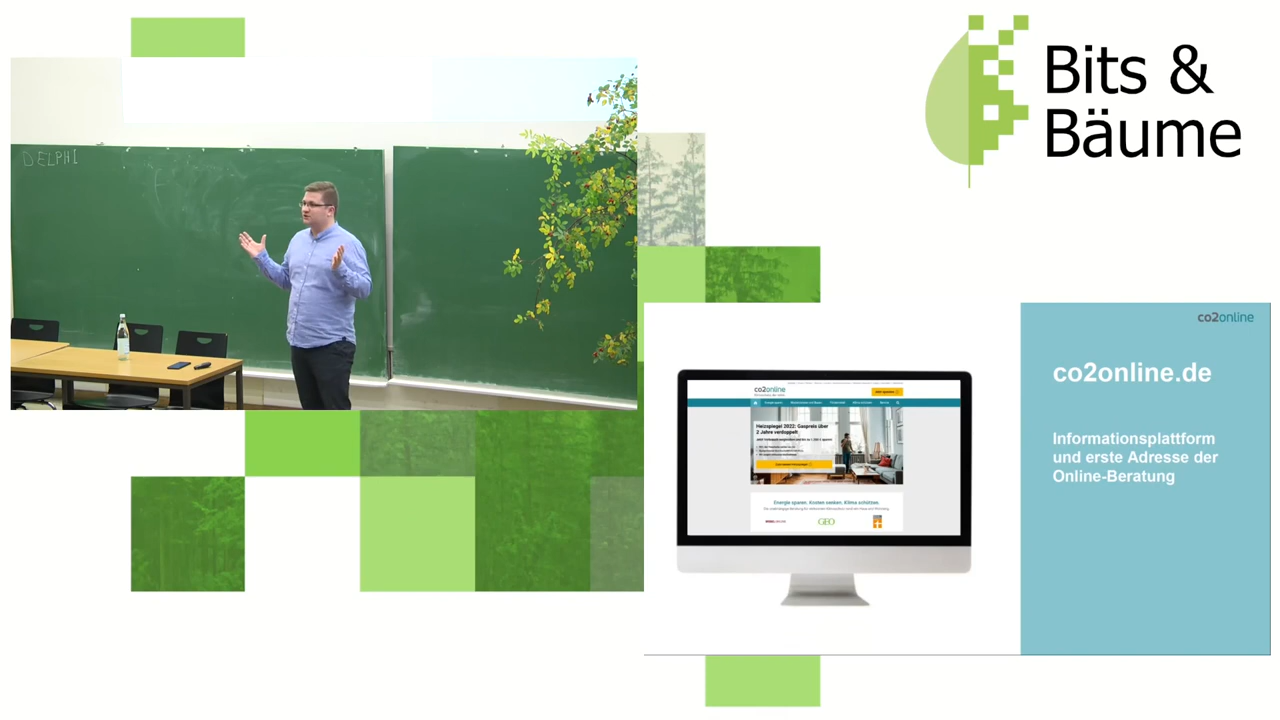 DELPHI
Bits &
Bäume
co2online
co2online.de
Informationsplattform
und erste Adresse der
Online-Beratung
co2online
Heizspiegel 2022: Gaspreis über
2 Jahre verdoppelt
Energie sparen, Kosten senken, Klima schützen.
GEO